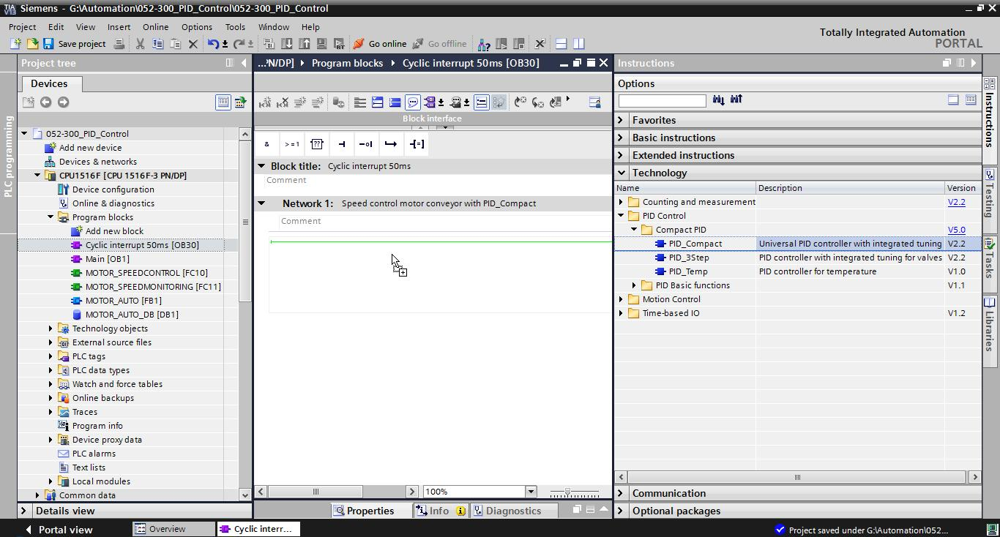 TIA V13 Siemens - G:\Automation\052-300_PID_Control\052-300_PID_Control
Project Edit View Insert Online Options Tools Window Help
Totally Integrated Automation
PORTAL
Save project Go online Go offline
PLC programming
Project tree
Devices
052-300_PID_Control
Add new device
Devices & networks
CPU1516F [CPU 1516F-3 PN/DP]
Device configuration
Online & diagnostics
Program blocks
Add new block
Cyclic interrupt 50ms [OB30]
Main [OB1]
MOTOR_SPEEDCONTROL [FC10]
MOTOR_SPEEDMONITORING [FC11]
MOTOR_AUTO [FB1]
MOTOR_AUTO_DB [DB1]
Technology objects
External source files
PLC tags
PLC data types
Watch and force tables
Online backups
Traces
Program info
Device proxy data
PLC alarms
Text lists
Local modules
Common data
Details view
...'N/DP] Program blocks Cyclic interrupt 50ms [OB30]
Block interface
& >=1 ?? -[=]
Block title: Cyclic interrupt 50ms
Comment
Network 1: Speed control motor conveyor with PID_Compact
Comment
100%
Properties Info Diagnostics
Instructions
Options
Favorites
Basic instructions
Extended instructions
Technology
Name Description Version
Counting and measurement V2.2
PID Control
Compact PID V5.0
PID_Compact Universal PID controller with integrated tuning V2.2
PID_3Step PID controller with integrated tuning for valves V2.2
PID_Temp PID controller for temperature V1.0
PID Basic functions V1.1
Motion Control
Time-based IO V1.2
Communication
Optional packages
Instructions
Testing
Tasks
Libraries
Portal view Overview Cyclic interr... Project saved under G:\Automation\052...